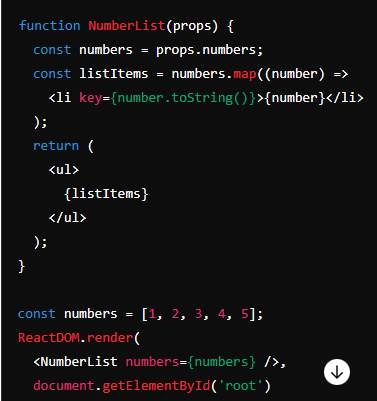 function NumberList(props) {
  const numbers = props.numbers;
  const listItems = numbers.map((number) =>
    <li key={number.toString()}>{number}</li>
  );
  return (
    <ul>
      {listItems}
    </ul>
  );
}

const numbers = [1, 2, 3, 4, 5];
ReactDOM.render(
  <NumberList numbers={numbers} />,
  document.getElementById('root')